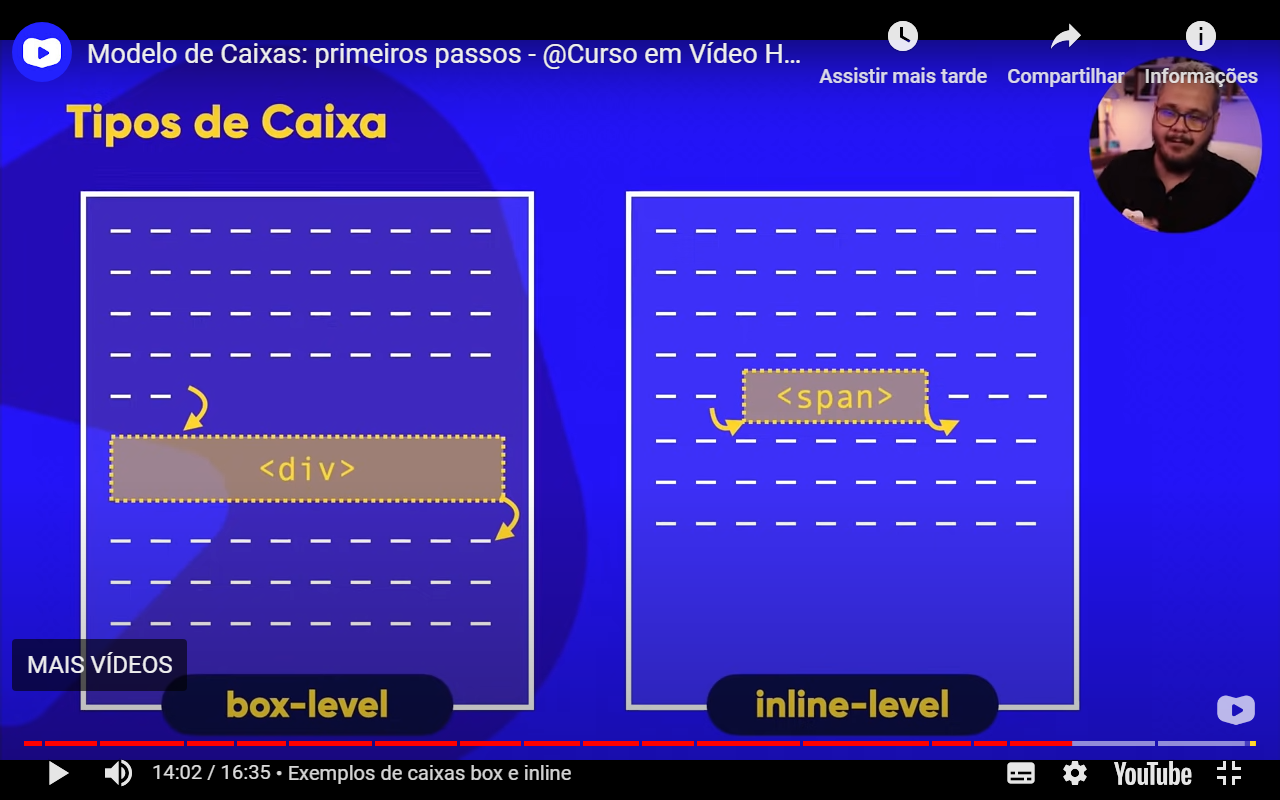 Modelo de Caixas: primeiros passos - @Curso em Vídeo H...
Assistir mais tarde
Compartilhar
Informações
Tipos de Caixa
<div>
<span>
MAIS VÍDEOS
box-level
inline-level
14:02 / 16:35 • Exemplos de caixas box e inline
YouTube